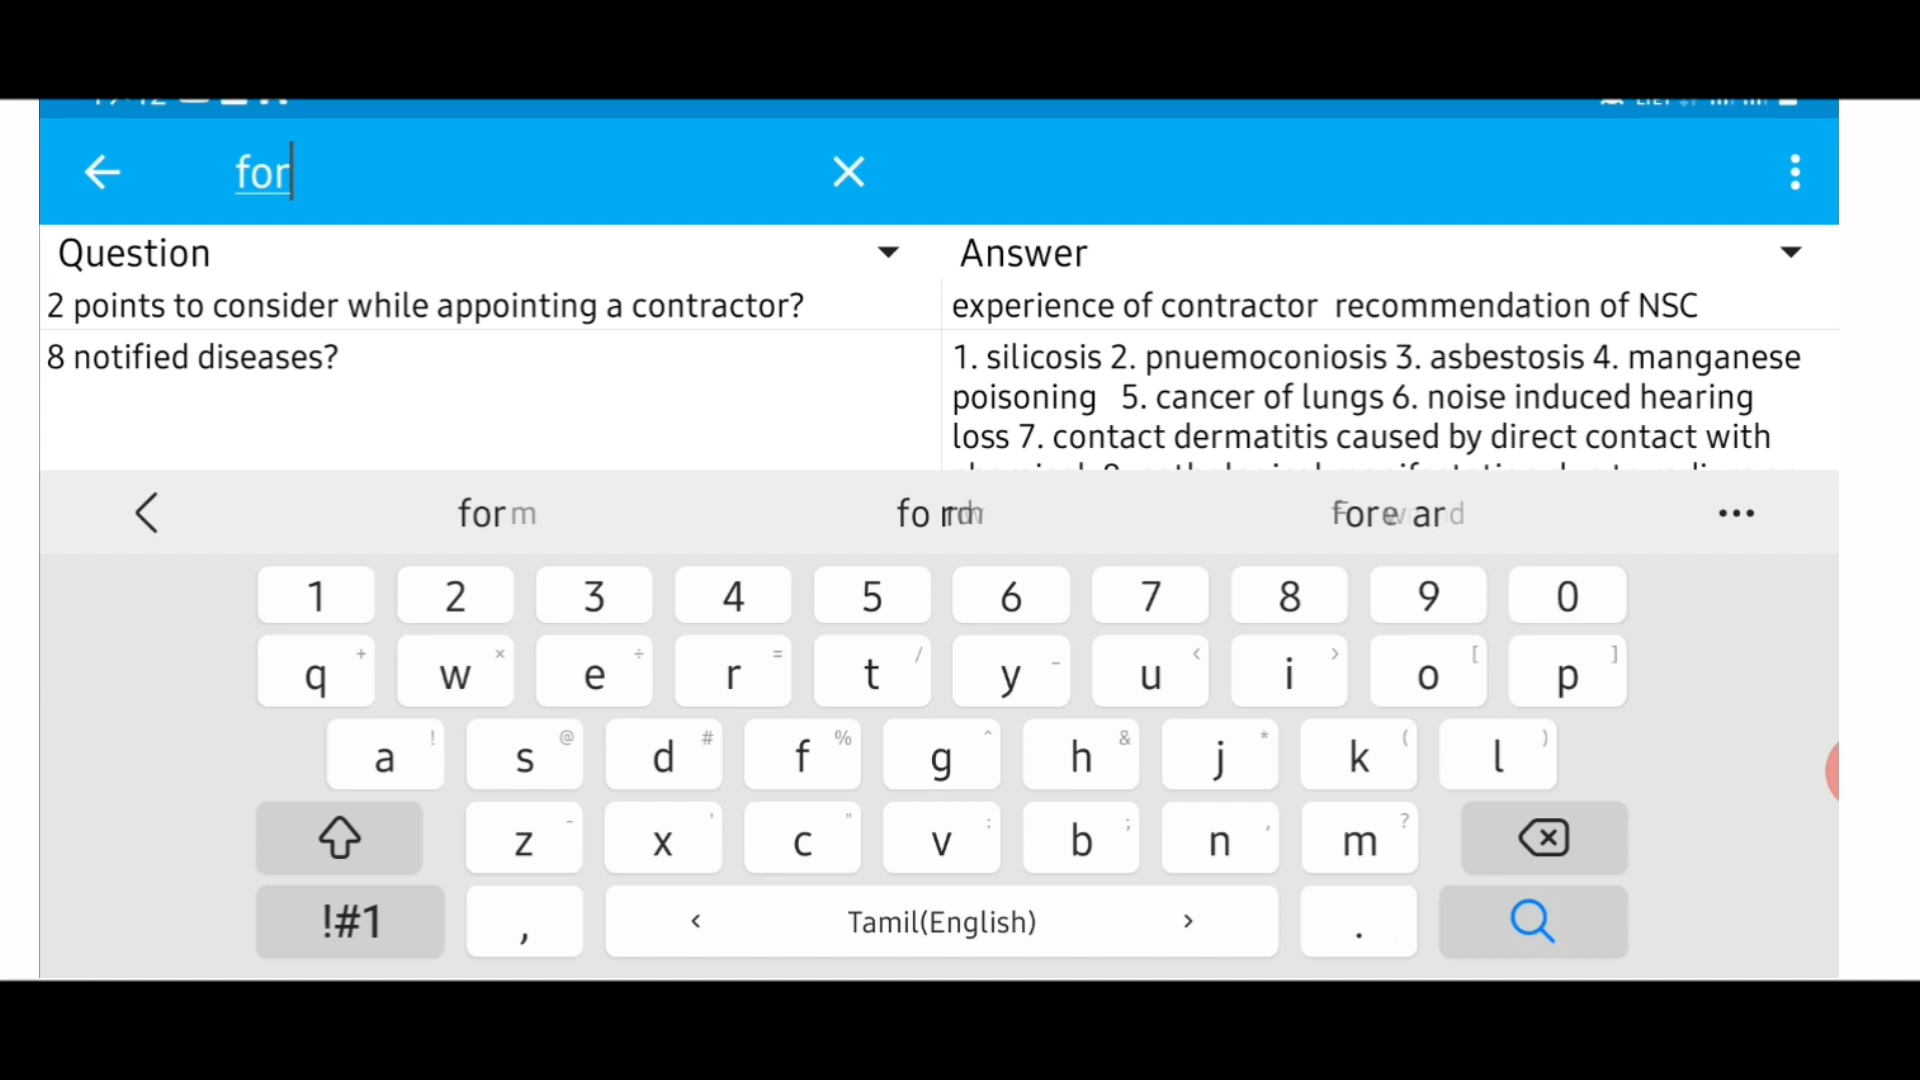 for
Question Answer
2 points to consider while appointing a contractor? experience of contractor recommendation of NSC
8 notified diseases? 1. silicosis 2. pnuemoconiosis 3. asbestosis 4. manganese
poisoning 5. cancer of lungs 6. noise induced hearing
loss 7. contact dermatitis caused by direct contact with
1 2 3 4 5 6 7 8 9 0
q + w × e ÷ r = t / y _ u < i > o [ p ]
a ! s @ d # f % g ^ h & j * k ( l )
z - x ' c " v : b ; n , m ?
!#1 , < Tamil(English) > .